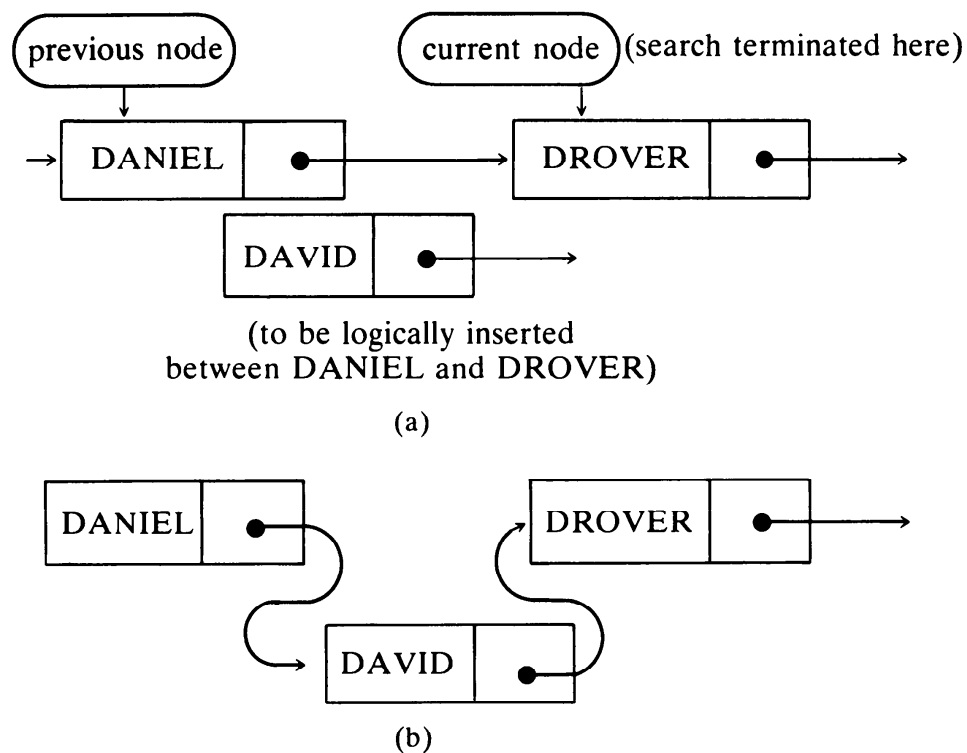 previous node
current node (search terminated here)
DANIEL
DROVER
DAVID
(to be logically inserted
between DANIEL and DROVER)
(a)
DANIEL
DROVER
DAVID
(b)